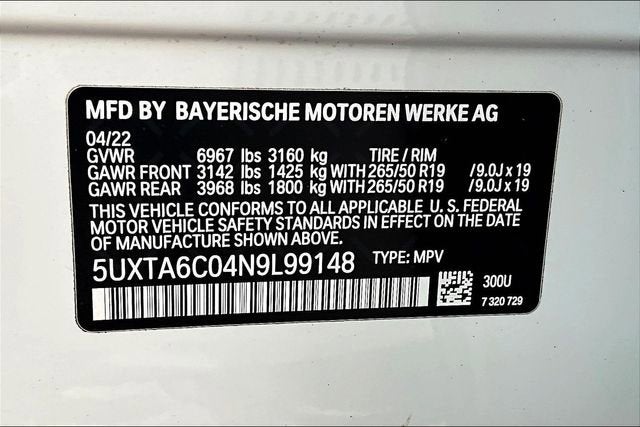 MFD BY BAYERISCHE MOTOREN WERKE AG
04/22
GVWR 6967 lbs 3160 kg TIRE / RIM
GAWR FRONT 3142 lbs 1425 kg WITH 265/50 R19 /9.0J x 19
GAWR REAR 3968 lbs 1800 kg WITH 265/50 R19 /9.0J x 19
THIS VEHICLE CONFORMS TO ALL APPLICABLE U. S. FEDERAL
MOTOR VEHICLE SAFETY STANDARDS IN EFFECT ON THE DATE
OF MANUFACTURE SHOWN ABOVE.
5UXTA6C04N9L99148 TYPE: MPV
300U
7 320 729